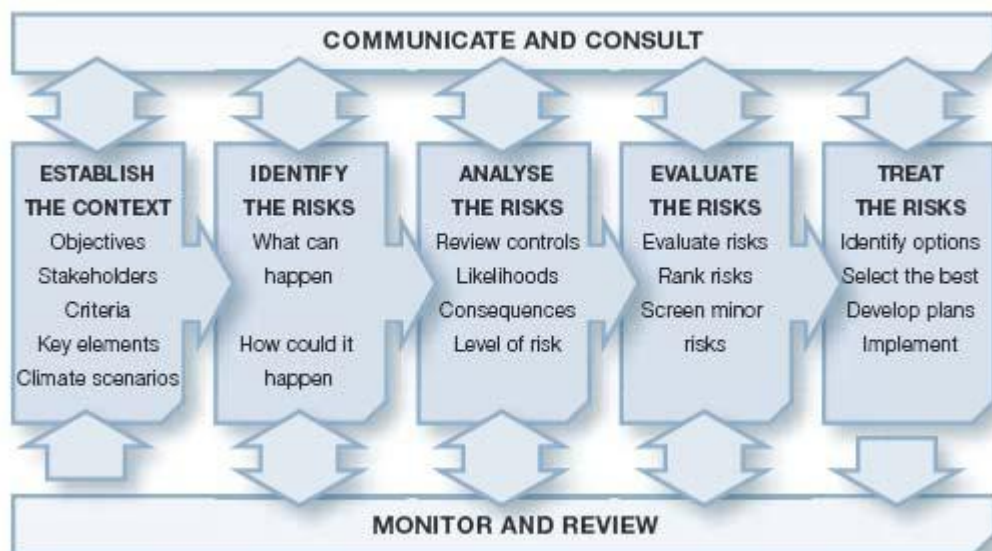 COMMUNICATE AND CONSULT
ESTABLISH
THE CONTEXT
Objectives
Stakeholders
Criteria
Key elements
Climate scenarios
IDENTIFY
THE RISKS
What can
happen
How could it
happen
ANALYSE
THE RISKS
Review controls
Likelihoods
Consequences
Level of risk
EVALUATE
THE RISKS
Evaluate risks
Rank risks
Screen minor
risks
TREAT
THE RISKS
Identify options
Select the best
Develop plans
Implement
MONITOR AND REVIEW